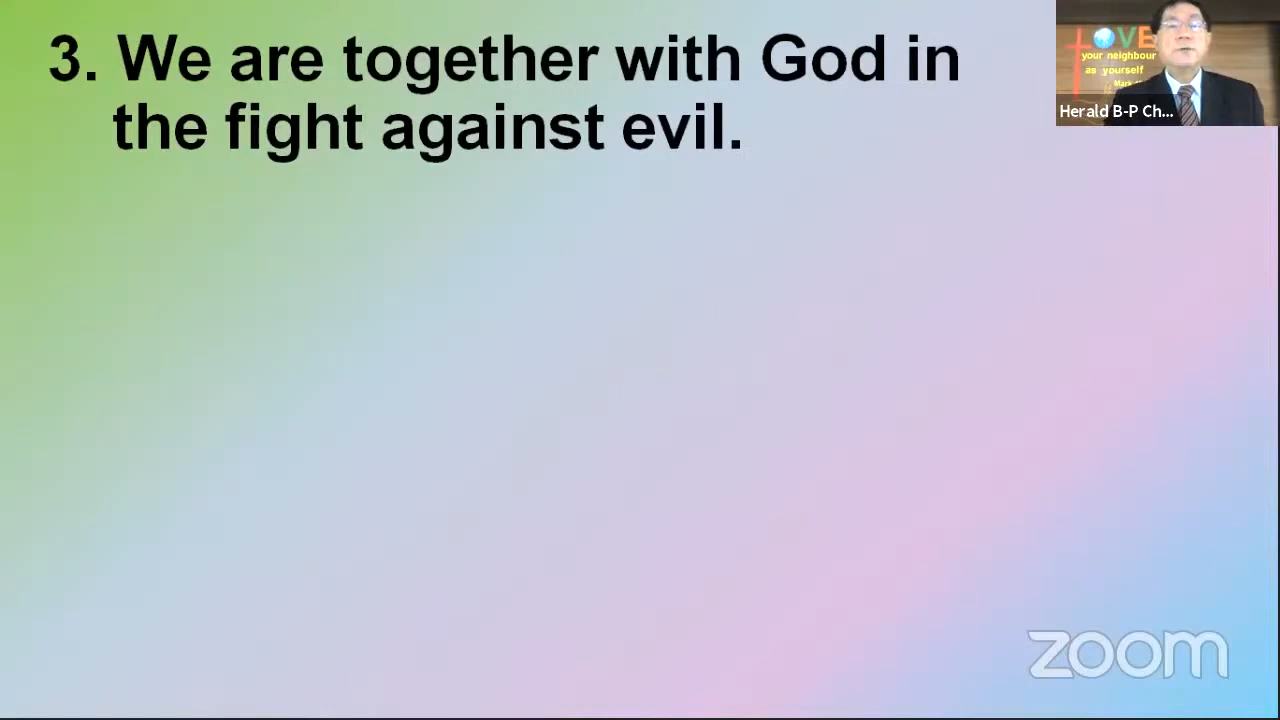 3. We are together with God in
the fight against evil.
LOVE
your neighbour
as yourself
Mark
Herald B-P Ch...
zoom